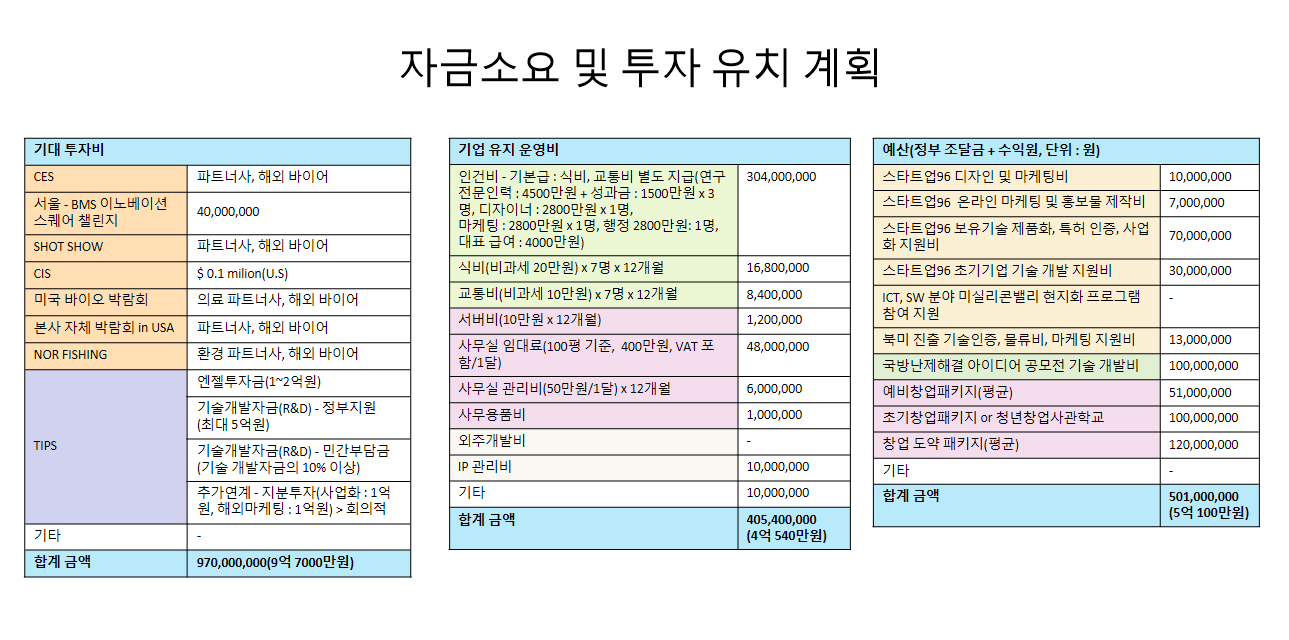 자금소요 및 투자 유치 계획
기대 투자비
CES
파트너사, 해외 바이어
서울 - BMS 이노베이션
스퀘어 챌린지
40,000,000
SHOT SHOW
파트너사, 해외 바이어
CIS
$ 0.1 milion(U.S)
미국 바이오 박람회
의료 파트너사, 해외 바이어
본사 자체 박람회 in USA
파트너사, 해외 바이어
NOR FISHING
환경 파트너사, 해외 바이어
TIPS
엔젤투자금(1~2억원)
기술개발자금(R&D) - 정부지원
(최대 5억원)
기술개발자금(R&D) - 민간부담금
(기술 개발자금의 10% 이상)
추가연계 - 지분투자(사업화 : 1억
원, 해외마케팅 : 1억원) > 회의적
기타
-
합계 금액
970,000,000(9억 7000만원)
기업 유지 운영비
인건비 - 기본급 : 식비, 교통비 별도 지급(연구
전문인력 : 4500만원 + 성과금 : 1500만원 x 3
명, 디자이너 : 2800만원 x 1명,
마케팅 : 2800만원 x 1명, 행정 2800만원: 1명,
대표 급여 : 4000만원)
304,000,000
식비(비과세 20만원) x 7명 x 12개월
16,800,000
교통비(비과세 10만원) x 7명 x 12개월
8,400,000
서버비(10만원 x 12개월)
1,200,000
사무실 임대료(100평 기준, 400만원, VAT 포
함/1달)
48,000,000
사무실 관리비(50만원/1달) x 12개월
6,000,000
사무용품비
1,000,000
외주개발비
-
IP 관리비
10,000,000
기타
10,000,000
합계 금액
405,400,000
(4억 540만원)
예산(정부 조달금 + 수익원, 단위 : 원)
스타트업96 디자인 및 마케팅비
10,000,000
스타트업96 온라인 마케팅 및 홍보물 제작비
7,000,000
스타트업96 보유기술 제품화, 특허 인증, 사업
화 지원비
70,000,000
스타트업96 초기기업 기술 개발 지원비
30,000,000
ICT, SW 분야 미실리콘밸리 현지화 프로그램
참여 지원
-
북미 진출 기술인증, 물류비, 마케팅 지원비
13,000,000
국방난제해결 아이디어 공모전 기술 개발비
100,000,000
예비창업패키지(평균)
51,000,000
초기창업패키지 or 청년창업사관학교
100,000,000
창업 도약 패키지(평균)
120,000,000
기타
-
합계 금액
501,000,000
(5억 100만원)